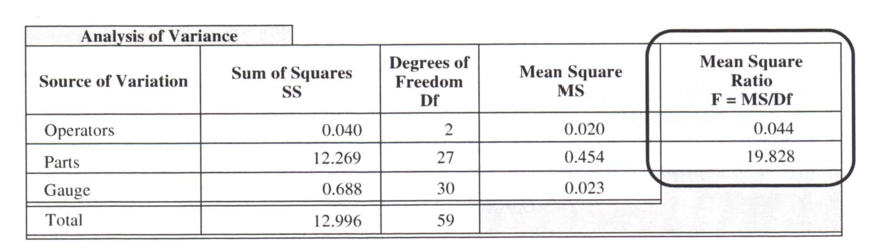 Analysis of Variance
Source of Variation Sum of Squares SS Degrees of Freedom Df Mean Square MS Mean Square Ratio F = MS/Df
Operators 0.040 2 0.020 0.044
Parts 12.269 27 0.454 19.828
Gauge 0.688 30 0.023
Total 12.996 59